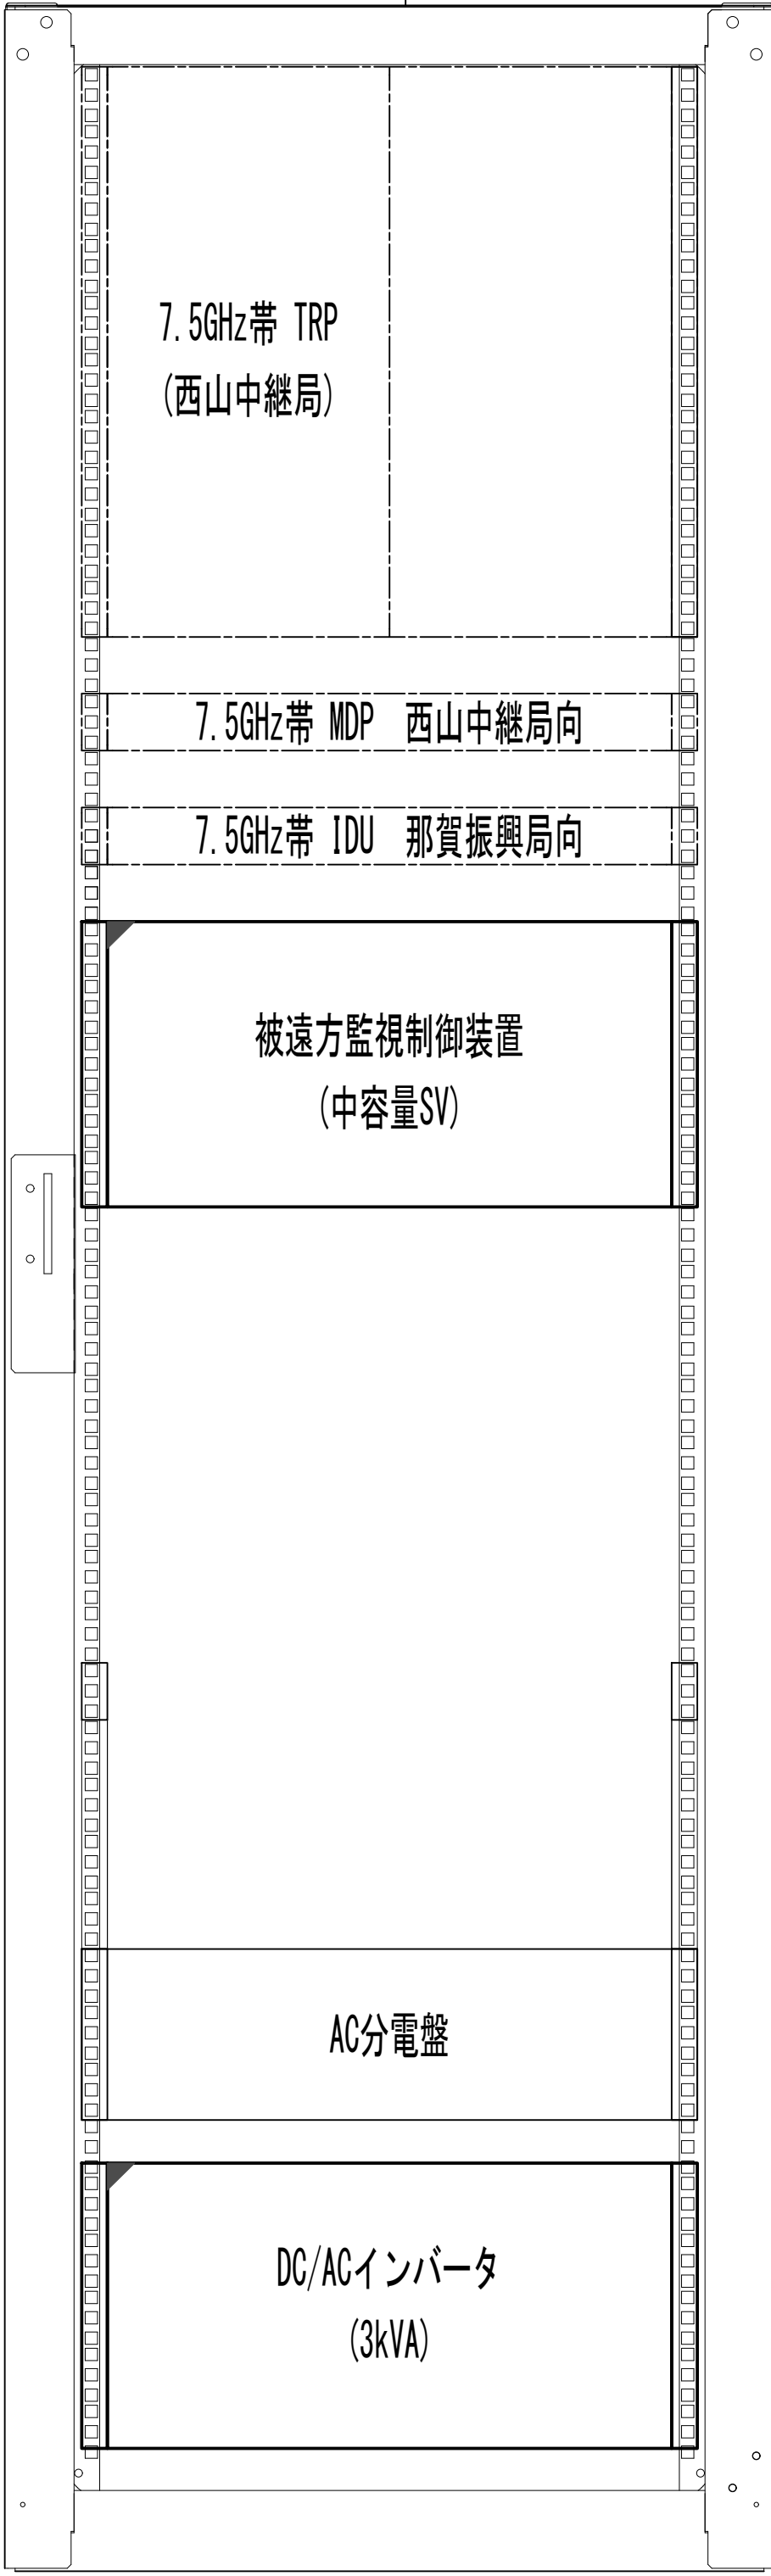 7.5GHz帯 TRP
(西山中継局)
7.5GHz帯 MDP　西山中継局向
7.5GHz帯 IDU　那賀振興局向
被遠方監視制御装置
(中容量SV)
AC分電盤
DC/ACインバータ
(3kVA)